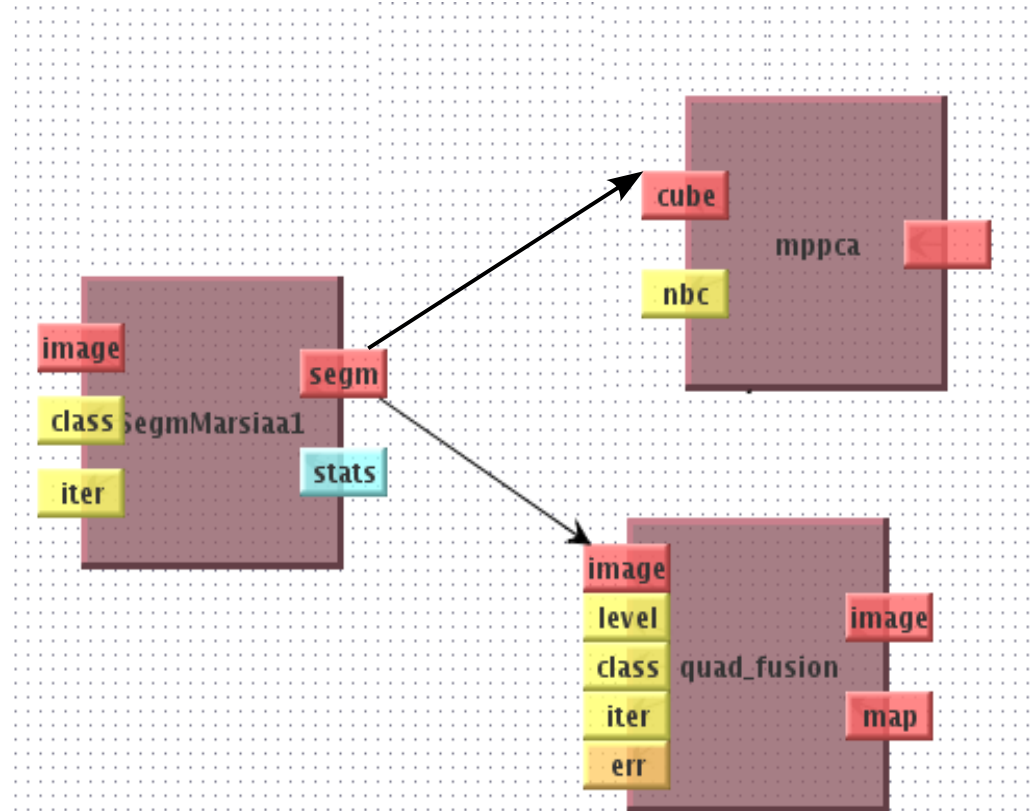 cube
mppca
nbc
image
segm
class
SegmMarsiaa1
stats
iter
image
level
image
class
quad_fusion
iter
map
err